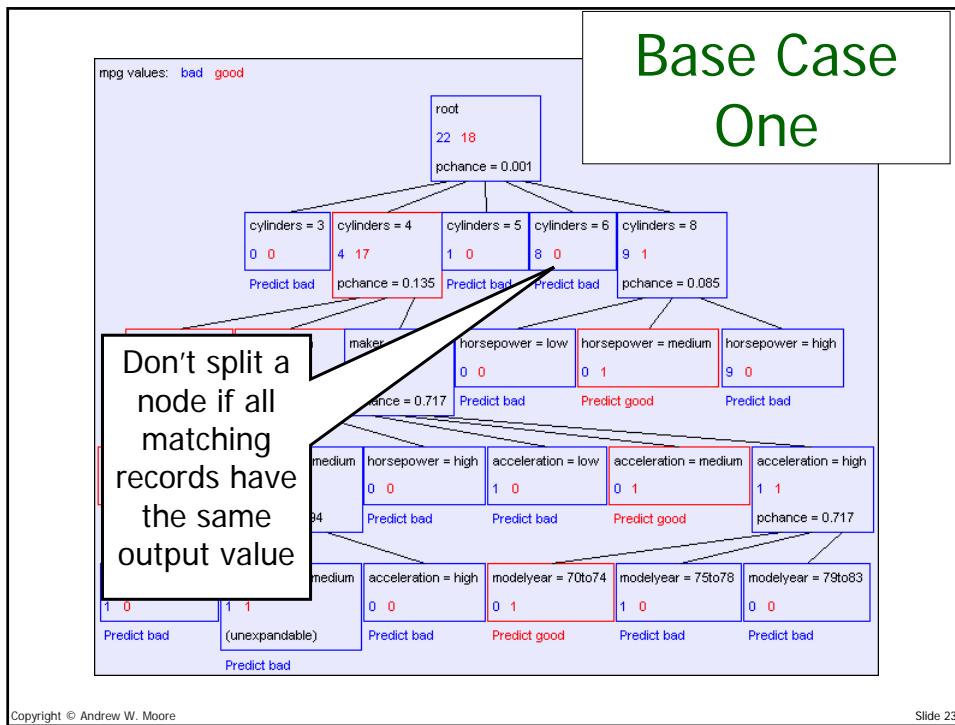 Base Case
One
mpg values: bad good
root
22 18
pchance = 0.001
cylinders = 3 cylinders = 4 cylinders = 5 cylinders = 6 cylinders = 8
0 0 4 17 1 0 8 0 9 1
Predict bad pchance = 0.135 Predict bad Predict bad pchance = 0.085
maker horsepower = low horsepower = medium horsepower = high
0 0 0 1 9 0
= 0.717 Predict bad Predict good Predict bad
Don't split a
node if all
matching
records have
the same
output value
medium horsepower = high acceleration = low acceleration = medium acceleration = high
0 0 1 0 0 1 1 1
94 Predict bad Predict bad Predict good pchance = 0.717
medium acceleration = high modelyear = 70to74 modelyear = 75to78 modelyear = 79to83
1 0 1 1 0 0 0 1 1 0 0 0
Predict bad (unexpandable) Predict bad Predict good Predict bad Predict bad
Predict bad
Copyright © Andrew W. Moore Slide 23